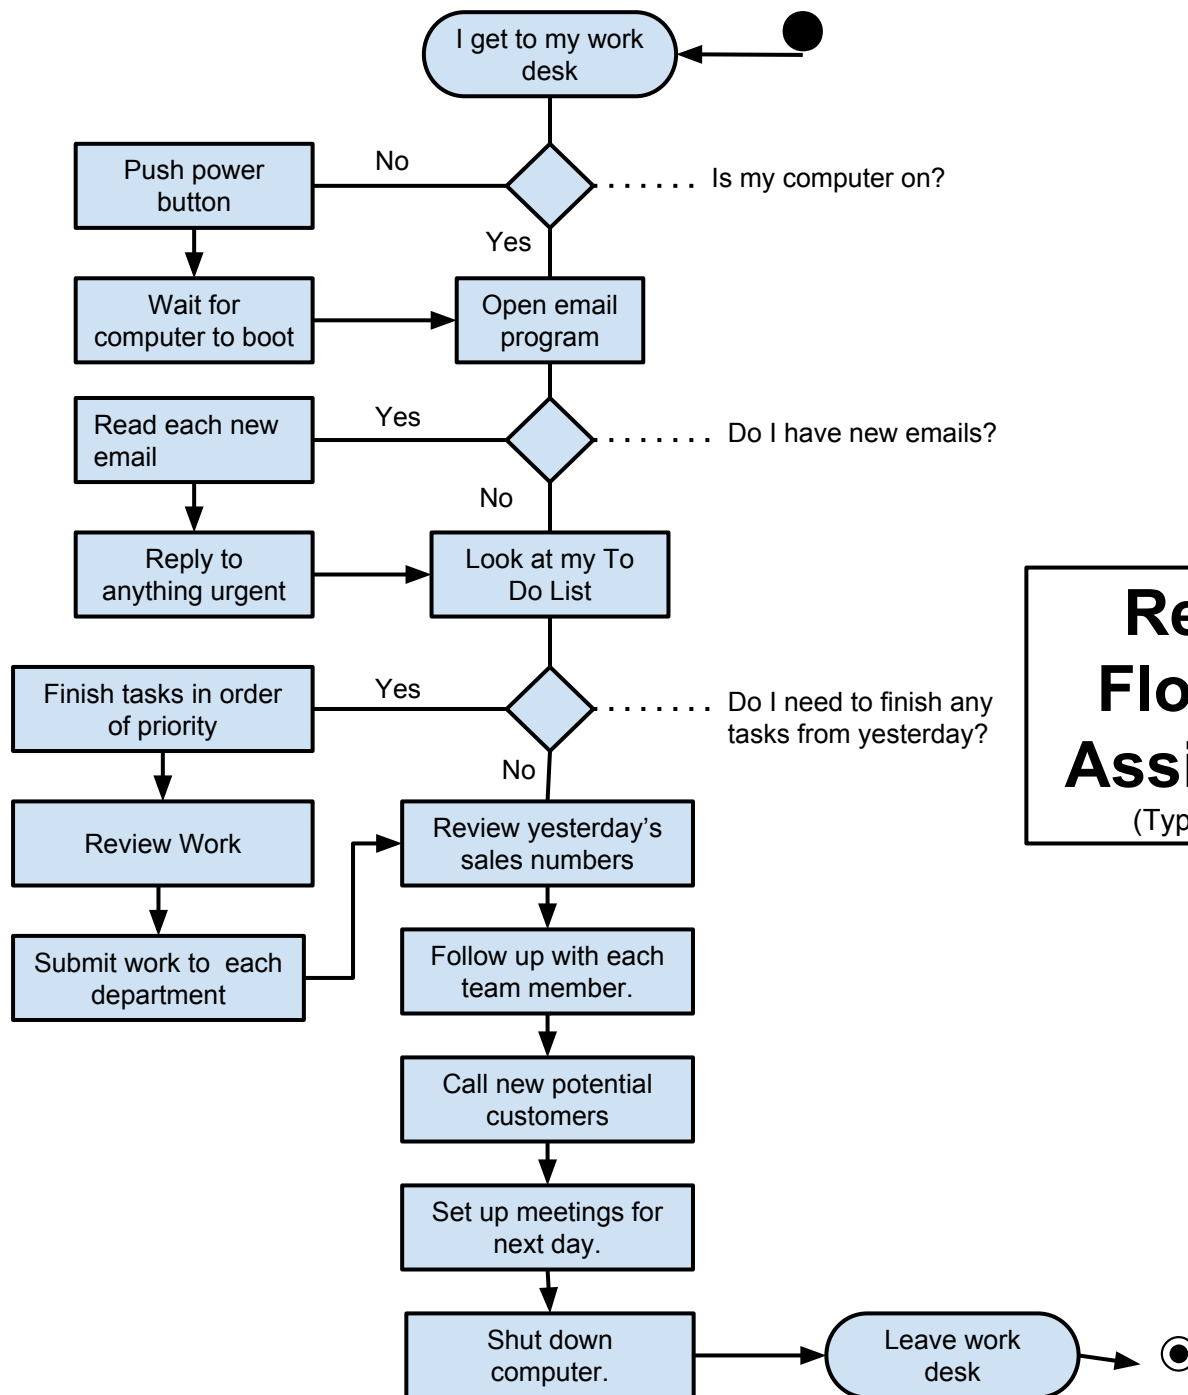 I get to my work
desk
No
Push power
button
Is my computer on?
Yes
Wait for
computer to boot
Open email
program
Yes
Read each new
email
Do I have new emails?
No
Reply to
anything urgent
Look at my To
Do List
Yes
Finish tasks in order
of priority
Do I need to finish any
tasks from yesterday?
No
Review Work
Review yesterday’s
sales numbers
Submit work to  each
department
Follow up with each
team member.
Call new potential
customers
Set up meetings for
next day.
Shut down
computer.
Leave work
desk